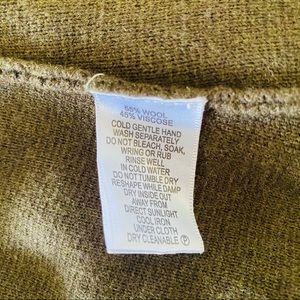 55% WOOL
45% VISCOSE
COLD GENTLE HAND
WASH SEPARATELY
DO NOT BLEACH, SOAK,
WRING OR RUB
RINSE WELL
IN COLD WATER
DO NOT TUMBLE DRY
RESHAPE WHILE DAMP
DRY INSIDE OUT
AWAY FROM
DIRECT SUNLIGHT
COOL IRON
UNDER CLOTH
DRY CLEANABLE Ⓟ